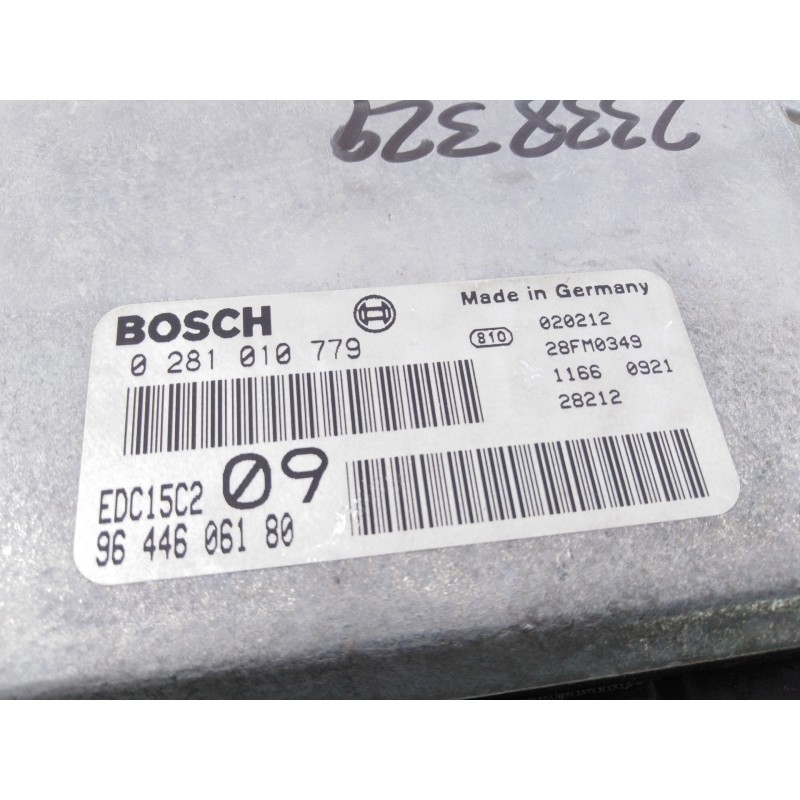 BOSCH
0 281 010 779
Made in Germany
810
020212
28FM0349
1166 0921
28212
EDC15C2 09
96 446 061 80